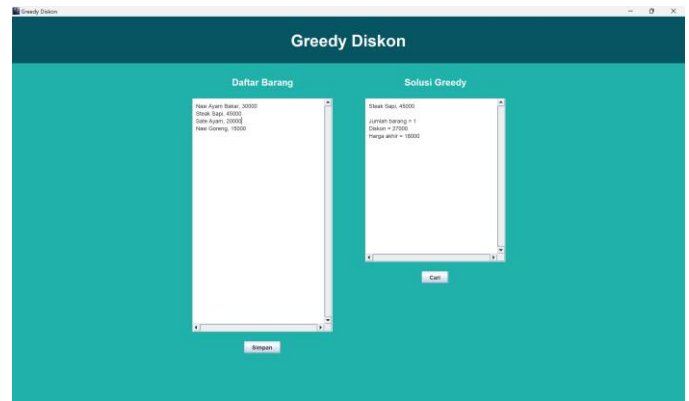 Greedy Diskon
Greedy Diskon
Daftar Barang
Nasi Ayam Bakar, 30000
Steak Sapi, 45000
Sate Ayam, 20000
Nasi Goreng, 15000
Simpan
Solusi Greedy
Steak Sapi, 45000
Jumlah barang = 1
Diskon = 27000
Harga akhir = 18000
Cari